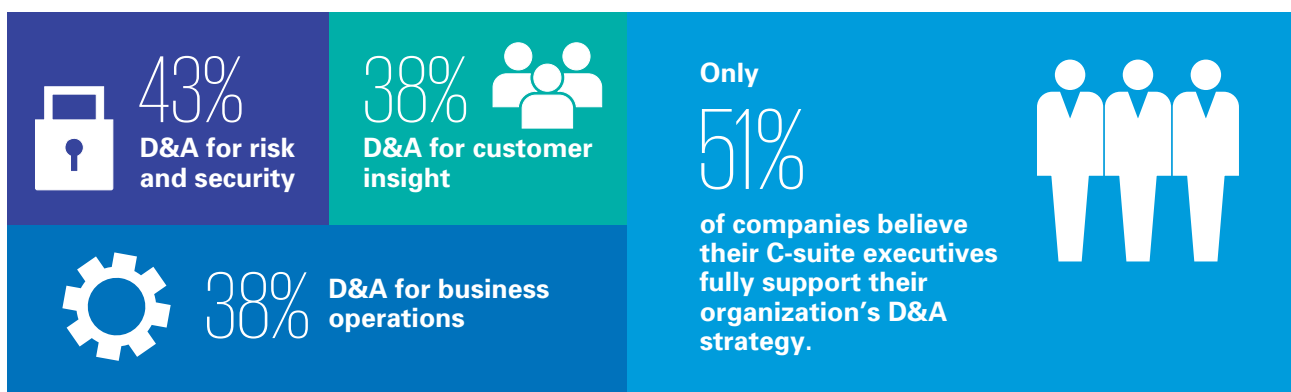 43%
D&A for risk
and security
38%
D&A for customer
insight
38%
D&A for business
operations
Only
51%
of companies believe
their C-suite executives
fully support their
organization’s D&A
strategy.